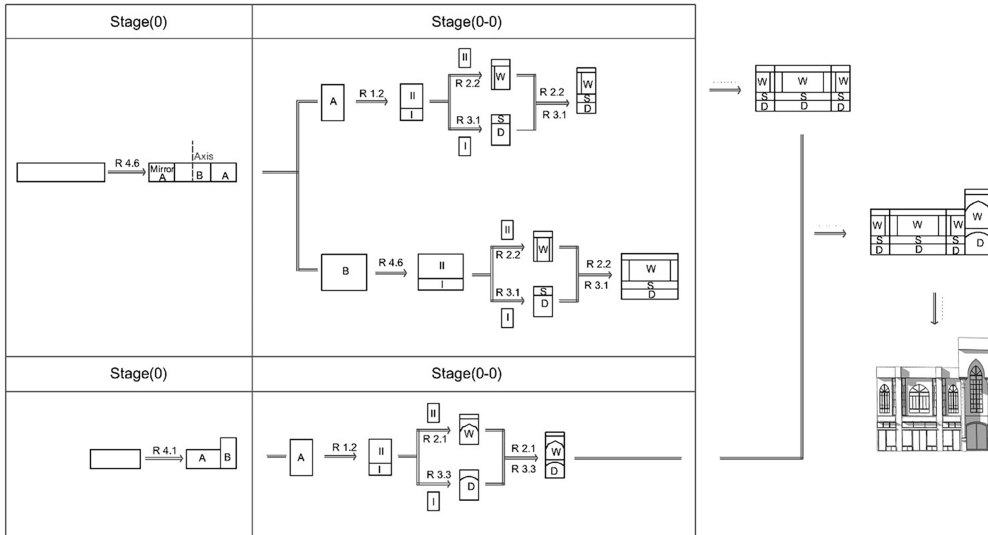 Stage(0)
Stage(0-0)
R 4.6
Axis
Mirror
A B A
A
R 1.2
II
I
II
R 2.2
W
R 3.1
S
D
I
R 2.2
R 3.1
W
S
D
B
R 4.6
II
I
II
R 2.2
W
R 3.1
S
D
I
R 2.2
R 3.1
W
S
D
W W W
S S S
D D D
W W W W
S S S D
D D D
Stage(0)
Stage(0-0)
R 4.1
A B
A
R 1.2
II
I
II
R 2.1
W
R 3.3
D
I
R 2.1
R 3.3
W
D